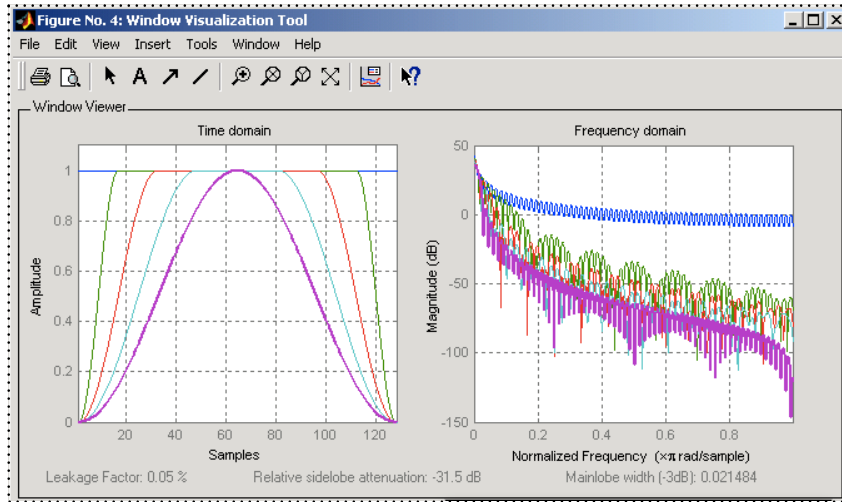 Figure No. 4: Window Visualization Tool
File Edit View Insert Tools Window Help
Window Viewer
Time domain
1
0.8
0.6
0.4
0.2
0
20 40 60 80 100 120
Amplitude
Samples
Frequency domain
50
0
-50
-100
-150
0 0.2 0.4 0.6 0.8
Magnitude (dB)
Normalized Frequency (×π rad/sample)
Leakage Factor: 0.05 % Relative sidelobe attenuation: -31.5 dB Mainlobe width (-3dB): 0.021484